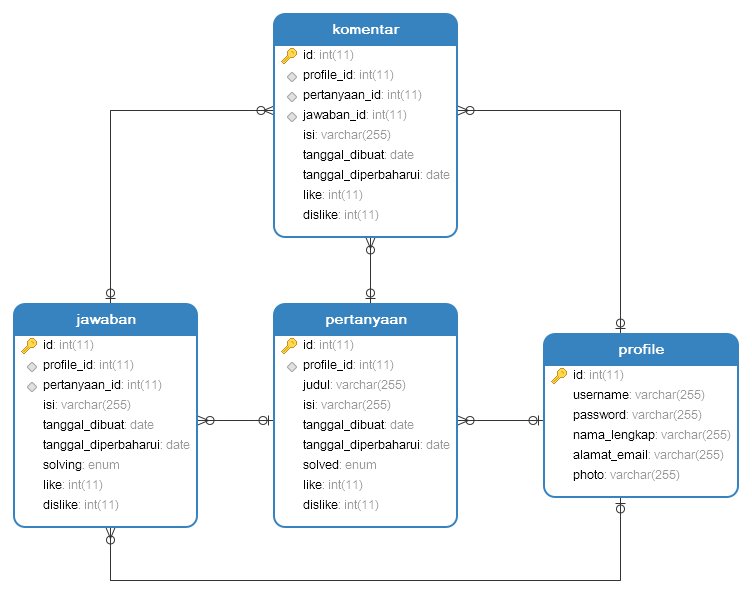 komentar
id: int(11)
profile_id: int(11)
pertanyaan_id: int(11)
jawaban_id: int(11)
isi: varchar(255)
tanggal_dibuat: date
tanggal_diperbaharui: date
like: int(11)
dislike: int(11)
jawaban
id: int(11)
profile_id: int(11)
pertanyaan_id: int(11)
isi: varchar(255)
tanggal_dibuat: date
tanggal_diperbaharui: date
solving: enum
like: int(11)
dislike: int(11)
pertanyaan
id: int(11)
profile_id: int(11)
judul: varchar(255)
isi: varchar(255)
tanggal_dibuat: date
tanggal_diperbaharui: date
solved: enum
like: int(11)
dislike: int(11)
profile
id: int(11)
username: varchar(255)
password: varchar(255)
nama_lengkap: varchar(255)
alamat_email: varchar(255)
photo: varchar(255)